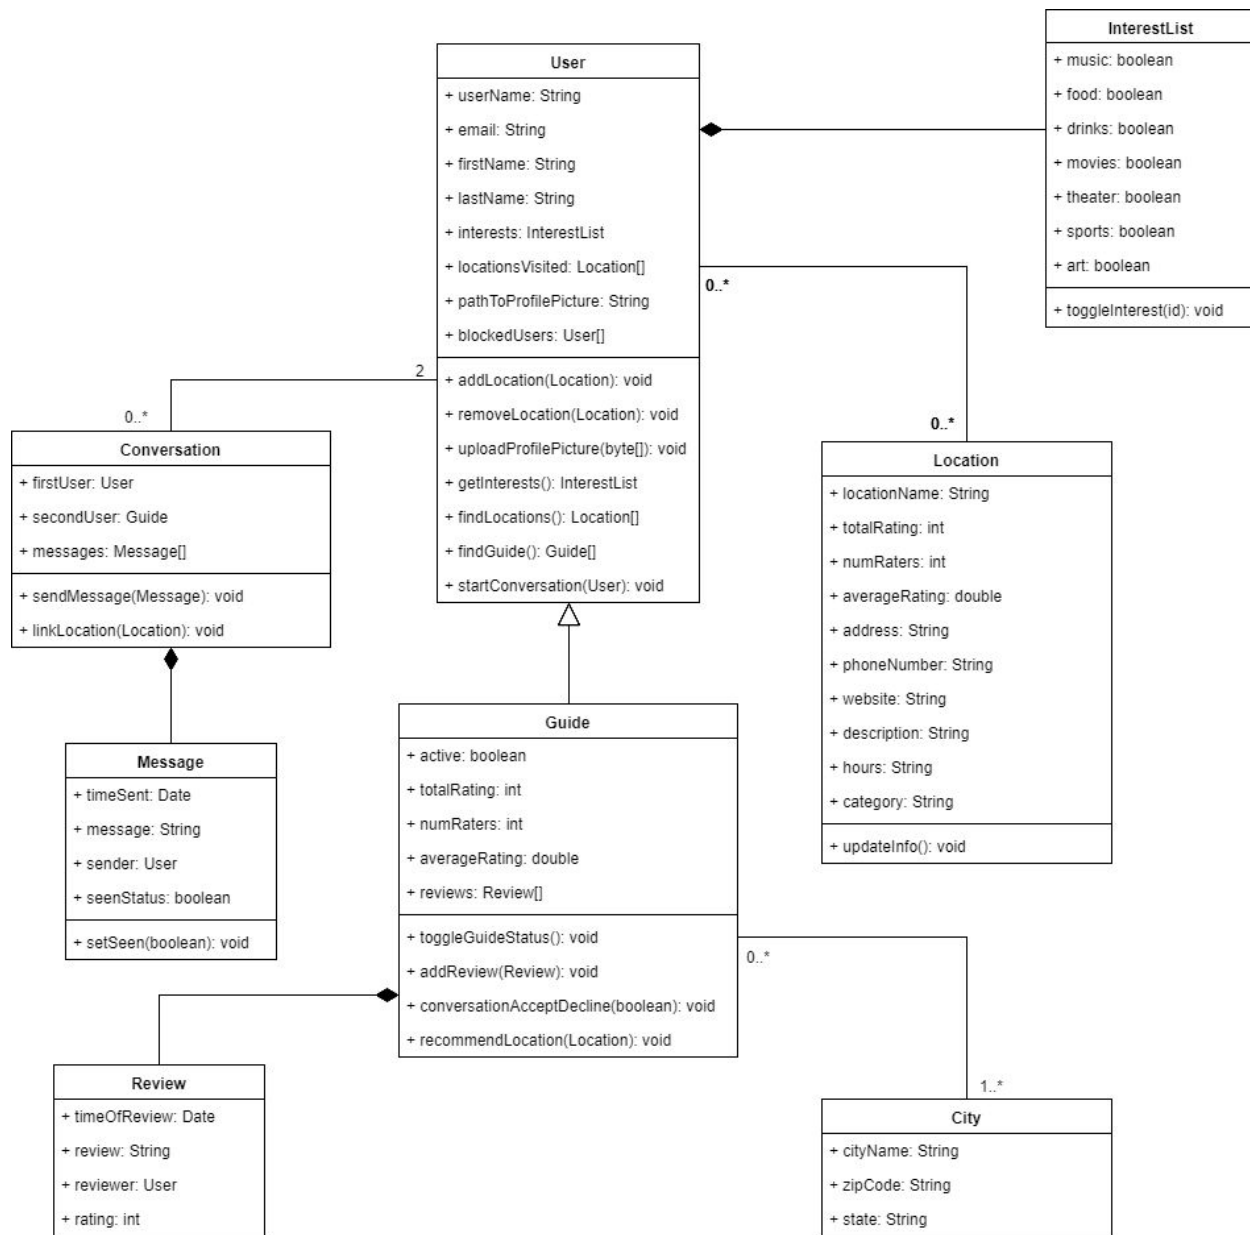 InterestList
+ music: boolean
+ food: boolean
+ drinks: boolean
+ movies: boolean
+ theater: boolean
+ sports: boolean
+ art: boolean
+ toggleInterest(id): void
User
+ userName: String
+ email: String
+ firstName: String
+ lastName: String
+ interests: InterestList
+ locationsVisited: Location[]
+ pathToProfilePicture: String
+ blockedUsers: User[]
+ addLocation(Location): void
+ removeLocation(Location): void
+ uploadProfilePicture(byte[]): void
+ getInterests(): InterestList
+ findLocations(): Location[]
+ findGuide(): Guide[]
+ startConversation(User): void
0..*
0..*
2
0..*
Conversation
+ firstUser: User
+ secondUser: Guide
+ messages: Message[]
+ sendMessage(Message): void
+ linkLocation(Location): void
Location
+ locationName: String
+ totalRating: int
+ numRaters: int
+ averageRating: double
+ address: String
+ phoneNumber: String
+ website: String
+ description: String
+ hours: String
+ category: String
+ updateInfo(): void
Message
+ timeSent: Date
+ message: String
+ sender: User
+ seenStatus: boolean
+ setSeen(boolean): void
Guide
+ active: boolean
+ totalRating: int
+ numRaters: int
+ averageRating: double
+ reviews: Review[]
+ toggleGuideStatus(): void
+ addReview(Review): void
+ conversationAcceptDecline(boolean): void
+ recommendLocation(Location): void
0..*
1..*
Review
+ timeOfReview: Date
+ review: String
+ reviewer: User
+ rating: int
City
+ cityName: String
+ zipCode: String
+ state: String